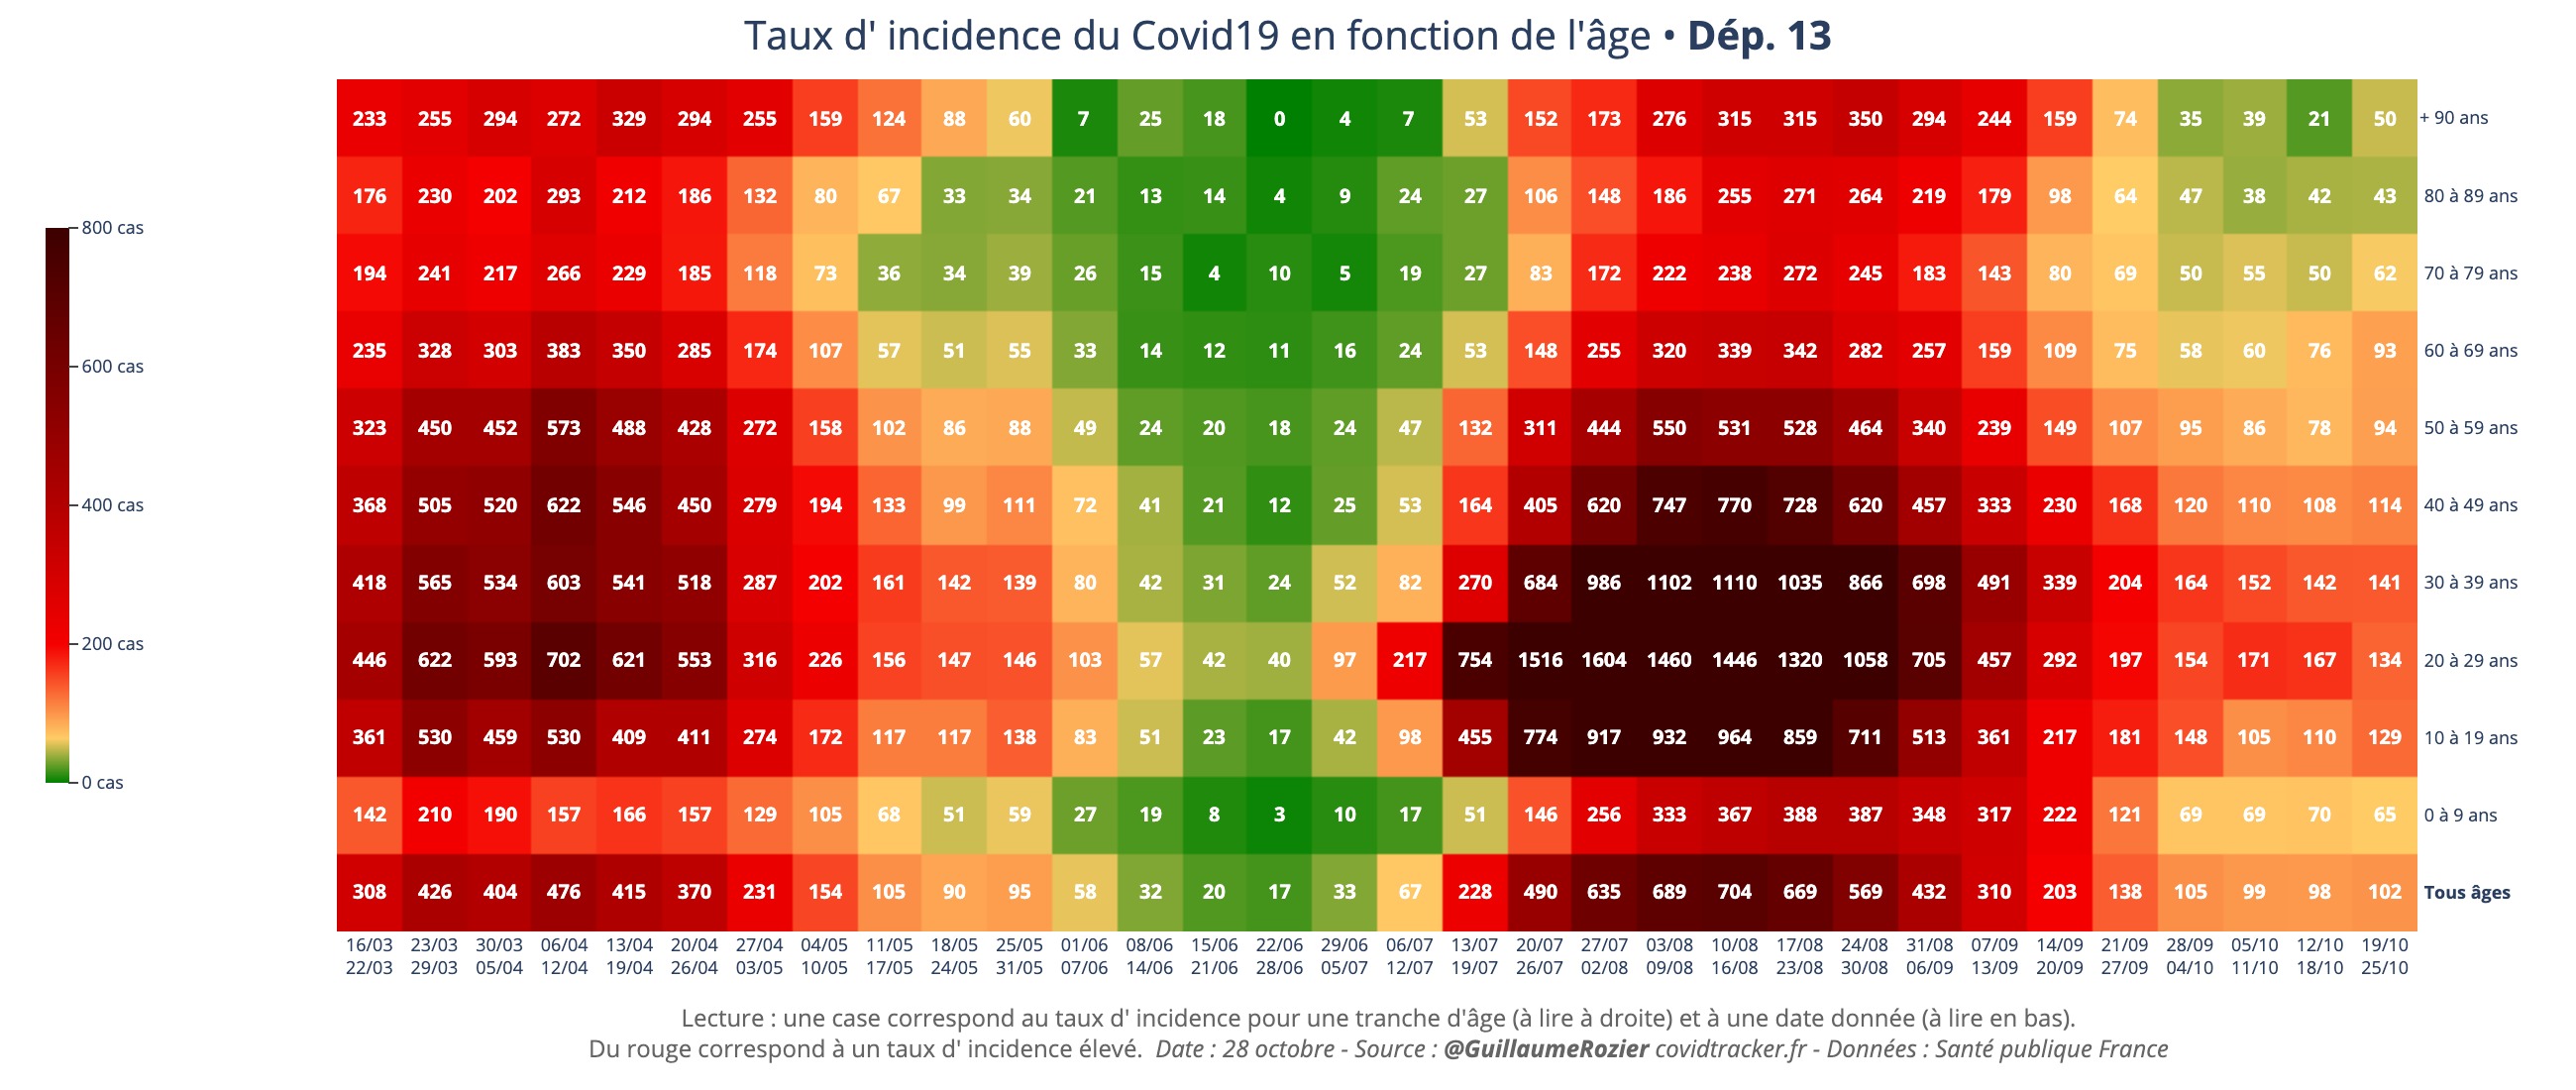 Taux d' incidence du Covid19 en fonction de l'âge • Dép. 13
800 cas
600 cas
400 cas
200 cas
0 cas
233 255 294 272 329 294 255 159 124 88 60 7 25 18 0 4 7 53 152 173 276 315 315 350 294 244 159 74 35 39 21 50 + 90 ans
176 230 202 293 212 186 132 80 67 33 34 21 13 14 4 9 24 27 106 148 186 255 271 264 219 179 98 64 47 38 42 43 80 à 89 ans
194 241 217 266 229 185 118 73 36 34 39 26 15 4 10 5 19 27 83 172 222 238 272 245 183 143 80 69 50 55 50 62 70 à 79 ans
235 328 303 383 350 285 174 107 57 51 55 33 14 12 11 16 24 53 148 255 320 339 342 282 257 159 109 75 58 60 76 93 60 à 69 ans
323 450 452 573 488 428 272 158 102 86 88 49 24 20 18 24 47 132 311 444 550 531 528 464 340 239 149 107 95 86 78 94 50 à 59 ans
368 505 520 622 546 450 279 194 133 99 111 72 41 21 12 25 53 164 405 620 747 770 728 620 457 333 230 168 120 110 108 114 40 à 49 ans
418 565 534 603 541 518 287 202 161 142 139 80 42 31 24 52 82 270 684 986 1102 1110 1035 866 698 491 339 204 164 152 142 141 30 à 39 ans
446 622 593 702 621 553 316 226 156 147 146 103 57 42 40 97 217 754 1516 1604 1460 1446 1320 1058 705 457 292 197 154 171 167 134 20 à 29 ans
361 530 459 530 409 411 274 172 117 117 138 83 51 23 17 42 98 455 774 917 932 964 859 711 513 361 217 181 148 105 110 129 10 à 19 ans
142 210 190 157 166 157 129 105 68 51 59 27 19 8 3 10 17 51 146 256 333 367 388 387 348 317 222 121 69 69 70 65 0 à 9 ans
308 426 404 476 415 370 231 154 105 90 95 58 32 20 17 33 67 228 490 635 689 704 669 569 432 310 203 138 105 99 98 102 Tous âges
16/03 23/03 30/03 06/04 13/04 20/04 27/04 04/05 11/05 18/05 25/05 01/06 08/06 15/06 22/06 29/06 06/07 13/07 20/07 27/07 03/08 10/08 17/08 24/08 31/08 07/09 14/09 21/09 28/09 05/10 12/10 19/10
22/03 29/03 05/04 12/04 19/04 26/04 03/05 10/05 17/05 24/05 31/05 07/06 14/06 21/06 28/06 05/07 12/07 19/07 26/07 02/08 09/08 16/08 23/08 30/08 06/09 13/09 20/09 27/09 04/10 11/10 18/10 25/10
Lecture : une case correspond au taux d' incidence pour une tranche d'âge (à lire à droite) et à une date donnée (à lire en bas).
Du rouge correspond à un taux d' incidence élevé. Date : 28 octobre - Source : @GuillaumeRozier covidtracker.fr - Données : Santé publique France